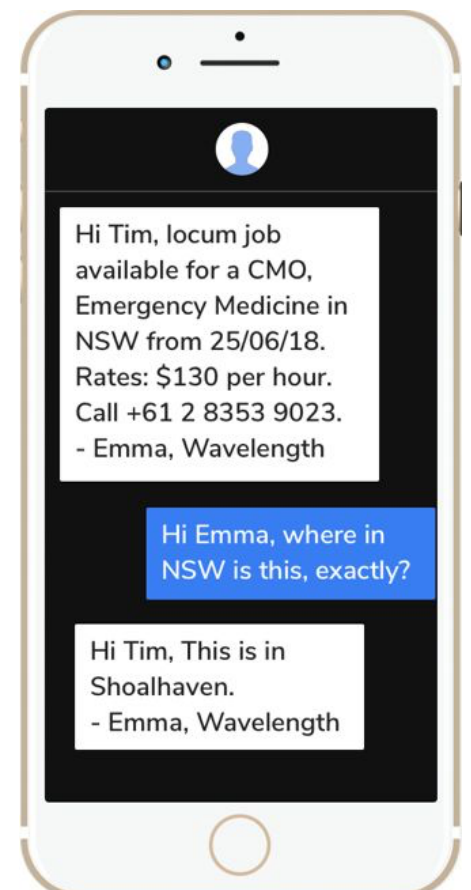 Hi Tim, locum job
available for a CMO,
Emergency Medicine in
NSW from 25/06/18.
Rates: $130 per hour.
Call +61 2 8353 9023.
- Emma, Wavelength
Hi Emma, where in
NSW is this, exactly?
Hi Tim, This is in
Shoalhaven.
- Emma, Wavelength